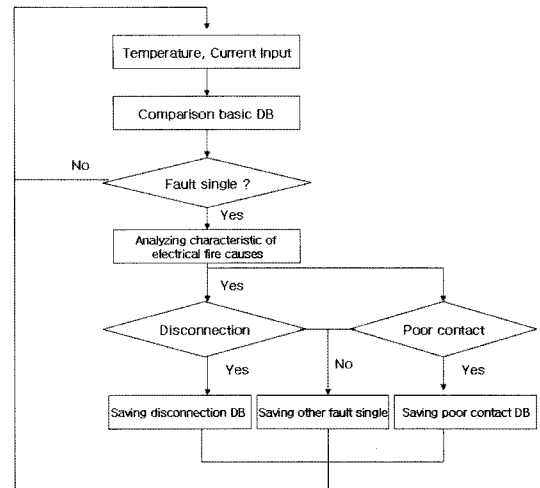 Temperature, Current Input
Comparison basic DB
No
Fault single ?
Yes
Analyzing characteristic of
electrical fire causes
Yes
Disconnection
Poor contact
Yes
No
Yes
Saving disconnection DB
Saving other fault single
Saving poor contact DB